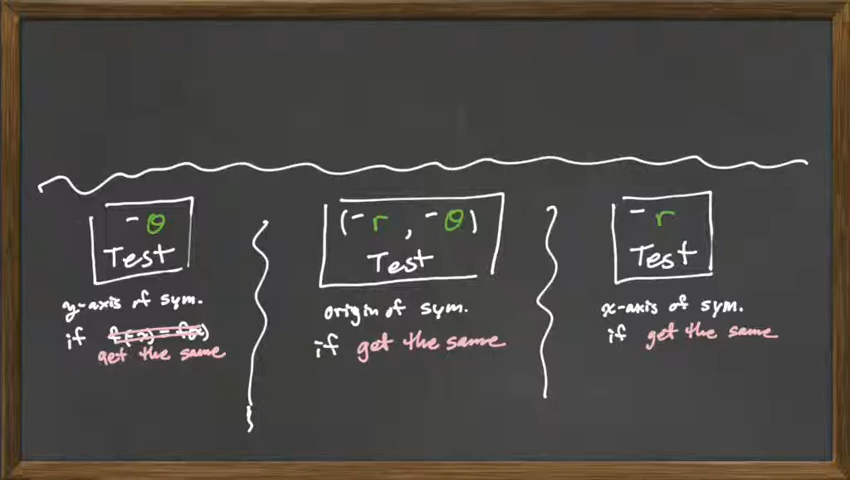 -θ
Test
y-axis of sym.
if f(-x) = f(x)
get the same
(-r, -θ)
Test
origin of sym.
if get the same
-r
Test
x-axis of sym.
if get the same